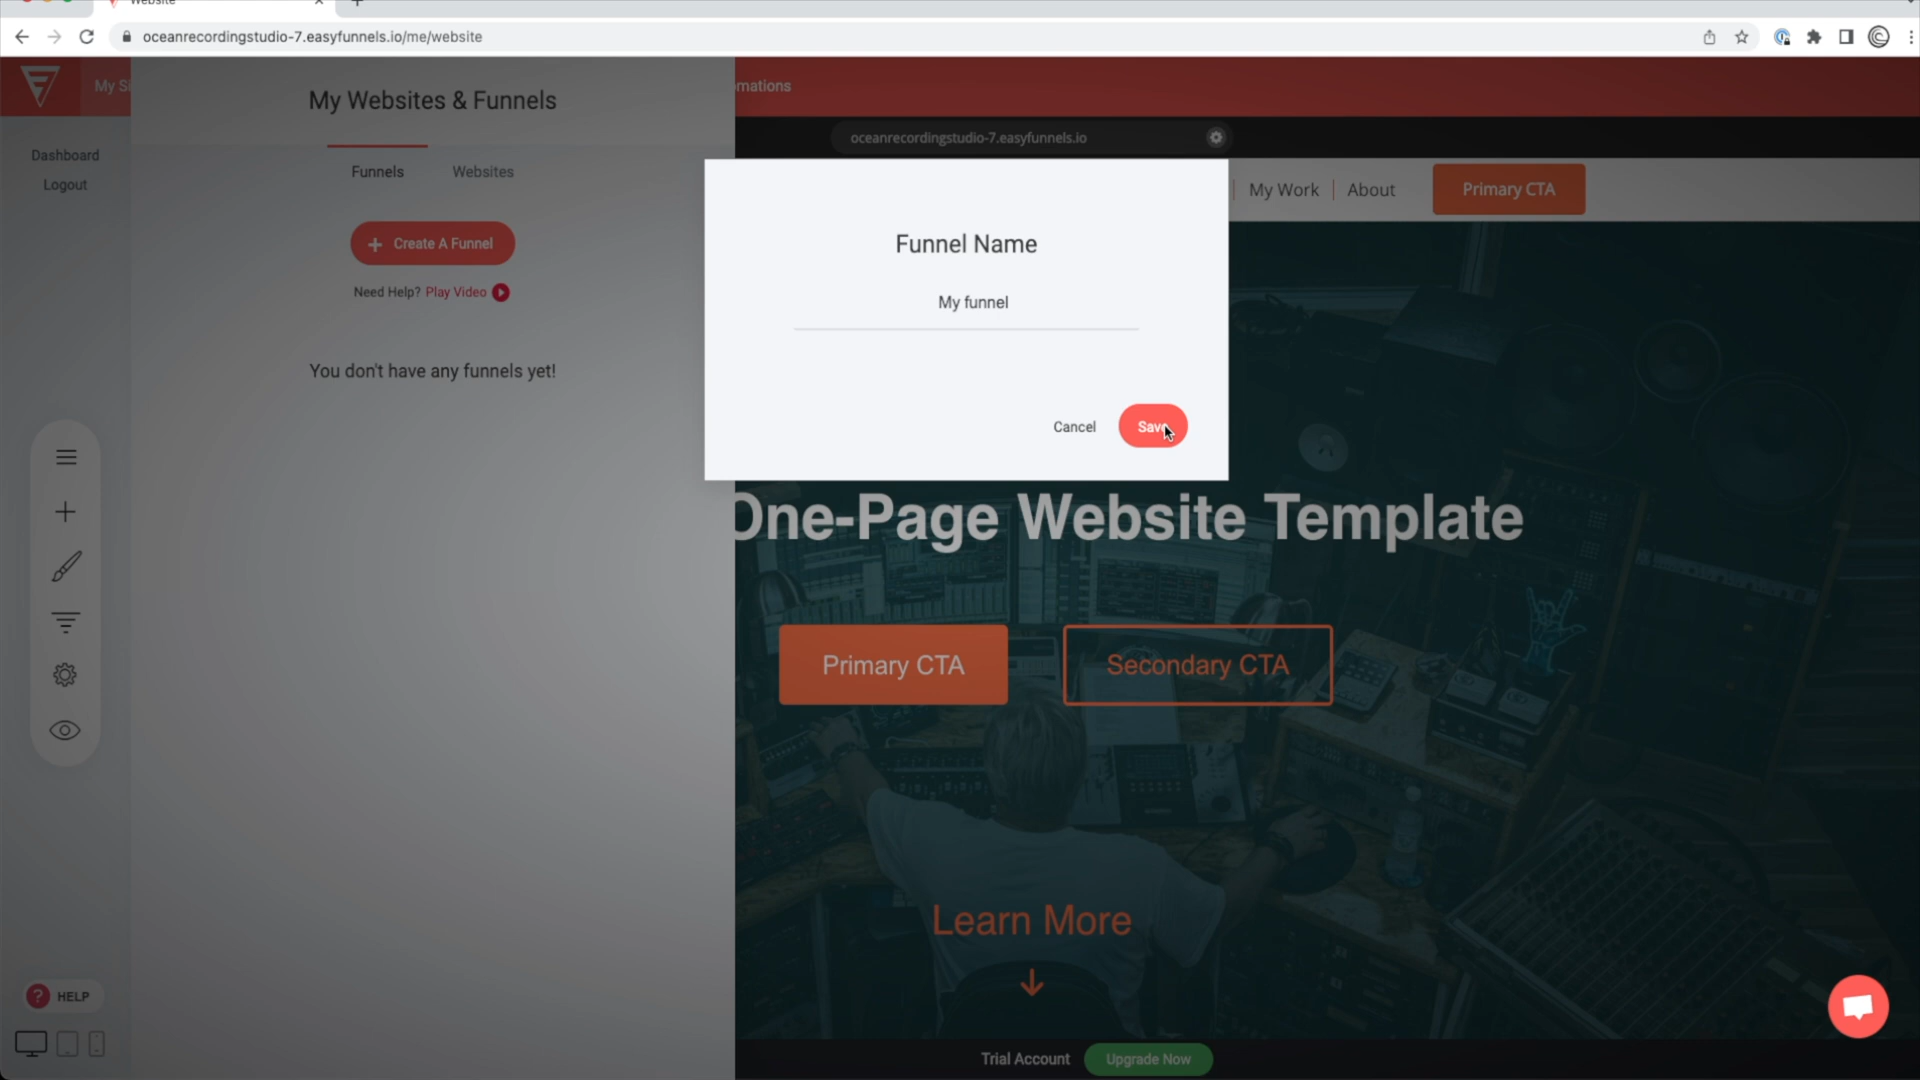 Website
oceanrecordingstudio-7.easyfunnels.io/me/website
My Si
mations
My Websites & Funnels
Dashboard
Logout
Funnels
Websites
+ Create A Funnel
Need Help? Play Video
You don't have any funnels yet!
oceanrecordingstudio-7.easyfunnels.io
My Work
About
Primary CTA
Funnel Name
My funnel
Cancel
Save
One-Page Website Template
Primary CTA
Secondary CTA
Learn More
? HELP
Trial Account
Upgrade Now